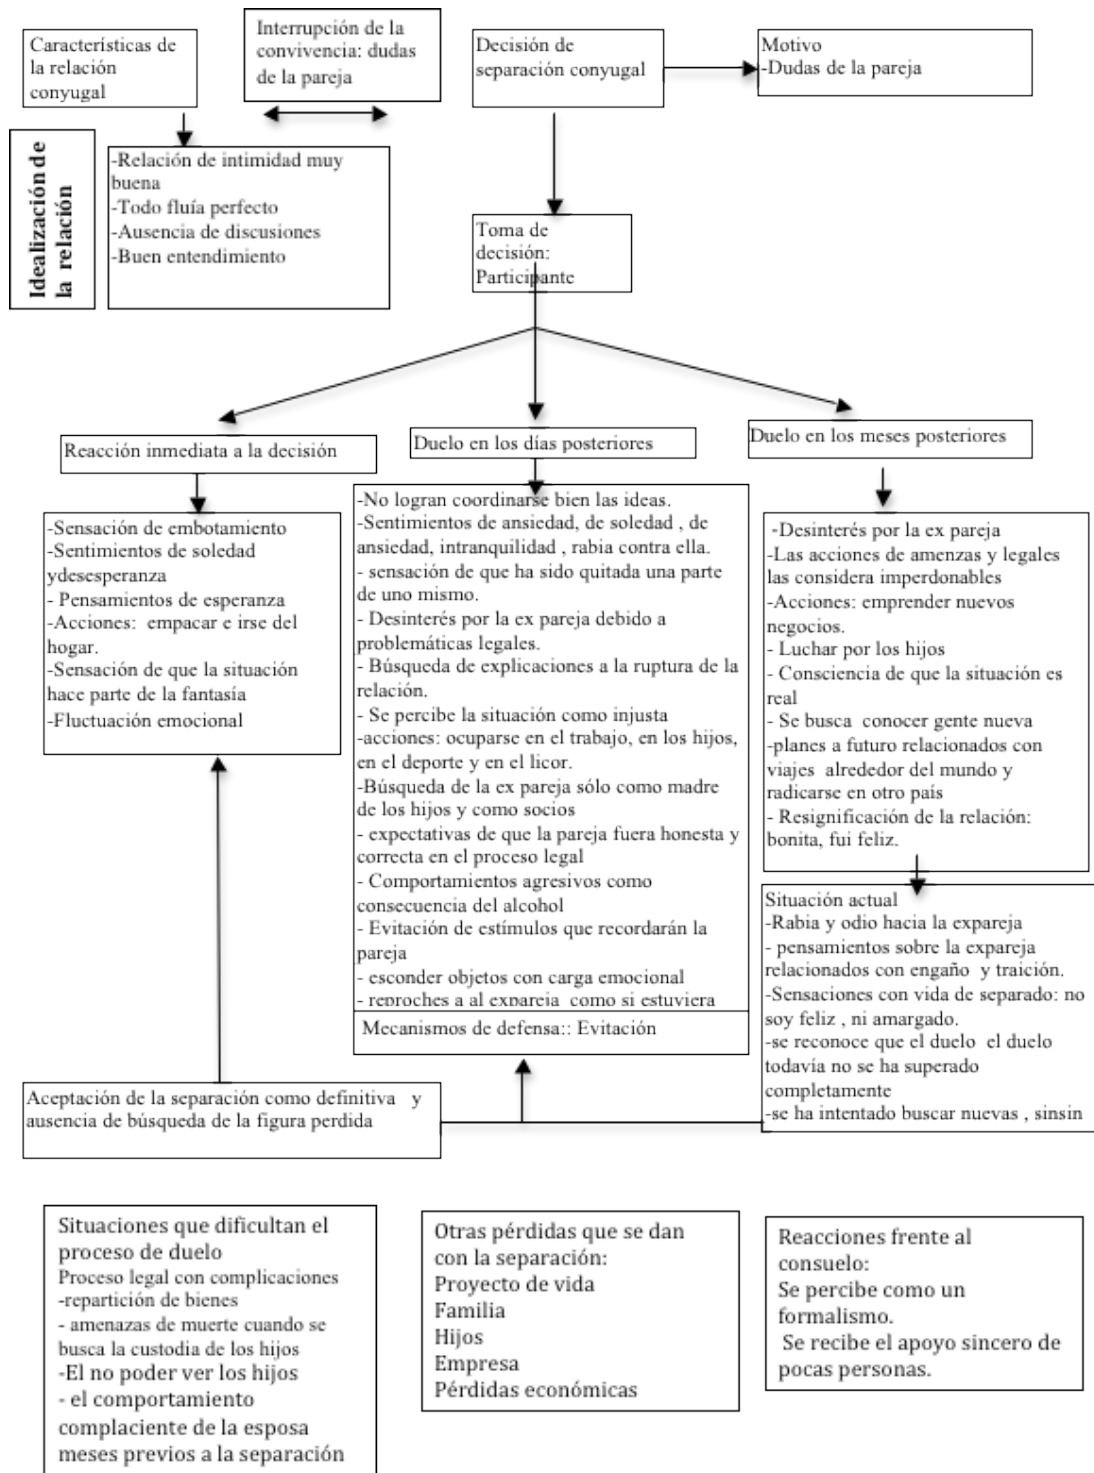 Características de
la relación
conyugal
Interrupción de la
convivencia: dudas
de la pareja
Decisión de
separación conyugal
Motivo
-Dudas de la pareja
Idealización de
la relación
-Relación de intimidad muy
buena
-Todo fluía perfecto
-Ausencia de discusiones
-Buen entendimiento
Toma de
decisión:
Participante
Reacción inmediata a la decisión
Duelo en los días posteriores
Duelo en los meses posteriores
-Sensación de embotamiento
-Sentimientos de soledad
ydesesperanza
- Pensamientos de esperanza
-Acciones: empacar e irse del
hogar.
-Sensación de que la situación
hace parte de la fantasía
-Fluctuación emocional
-No logran coordinarse bien las ideas.
-Sentimientos de ansiedad, de soledad , de
ansiedad, intranquilidad , rabia contra ella.
- sensación de que ha sido quitada una parte
de uno mismo.
- Desinterés por la ex pareja debido a
problemáticas legales.
- Búsqueda de explicaciones a la ruptura de la
relación.
- Se percibe la situación como injusta
-acciones: ocuparse en el trabajo, en los hijos,
en el deporte y en el licor.
-Búsqueda de la ex pareja sólo como madre
de los hijos y como socios
- expectativas de que la pareja fuera honesta y
correcta en el proceso legal
- Comportamientos agresivos como
consecuencia del alcohol
- Evitación de estímulos que recordarán la
pareja
- esconder objetos con carga emocional
- reproches a al expareja como si estuviera
Mecanismos de defensa:: Evitación
-Desinterés por la ex pareja
-Las acciones de amenzas y legales
las considera imperdonables
-Acciones: emprender nuevos
negocios.
- Luchar por los hijos
- Consciencia de que la situación es
real
- Se busca conocer gente nueva
-planes a futuro relacionados con
viajes alrededor del mundo y
radicarse en otro país
- Resignificación de la relación:
bonita, fui feliz.
Situación actual
-Rabia y odio hacia la expareja
- pensamientos sobre la expareja
relacionados con engaño y traición.
-Sensaciones con vida de separado: no
soy feliz , ni amargado.
-se reconoce que el duelo el duelo
todavía no se ha superado
completamente
-se ha intentado buscar nuevas , sinsin
Aceptación de la separación como definitiva y
ausencia de búsqueda de la figura perdida
Situaciones que dificultan el
proceso de duelo
Proceso legal con complicaciones
-repartición de bienes
- amenazas de muerte cuando se
busca la custodia de los hijos
-El no poder ver los hijos
- el comportamiento
complaciente de la esposa
meses previos a la separación
Otras pérdidas que se dan
con la separación:
Proyecto de vida
Familia
Hijos
Empresa
Pérdidas económicas
Reacciones frente al
consuelo:
Se percibe como un
formalismo.
Se recibe el apoyo sincero de
pocas personas.